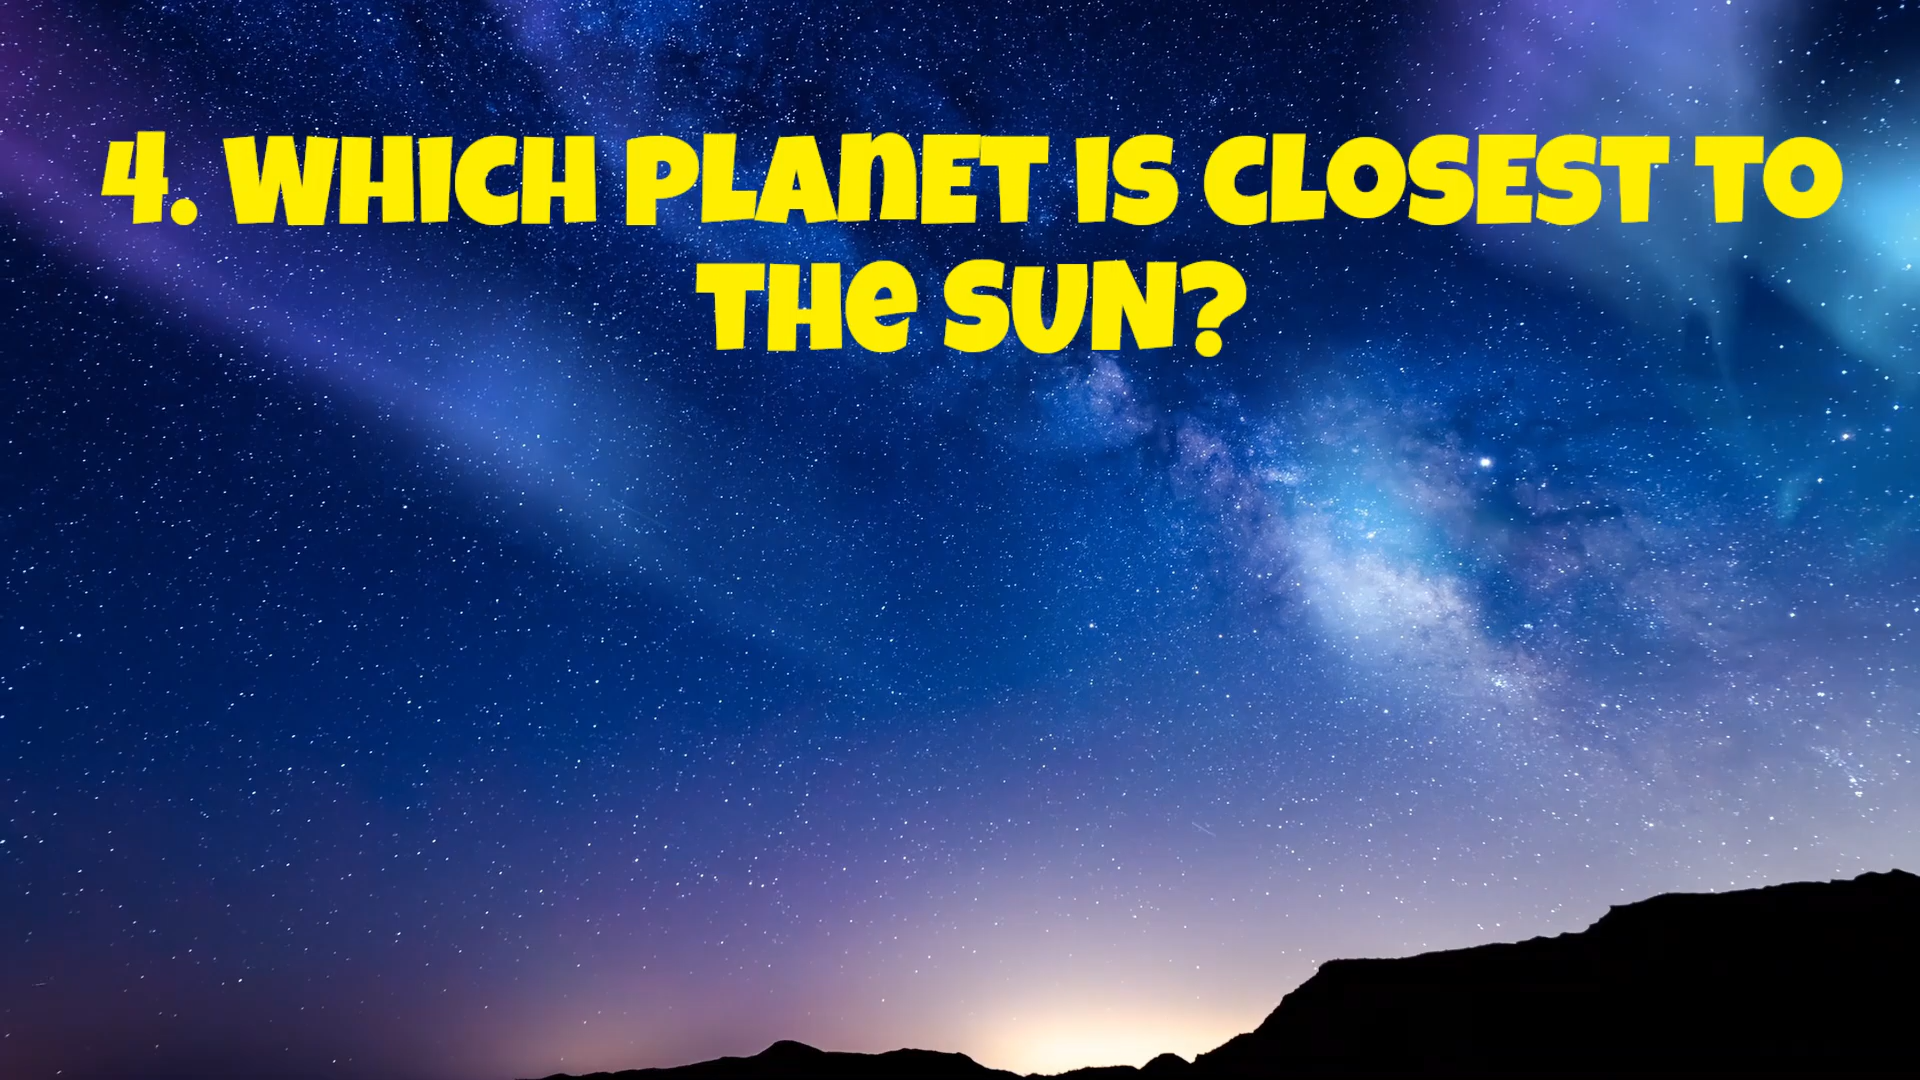 4. WHICH PLANET IS CLOSEST TO
THE SUN?